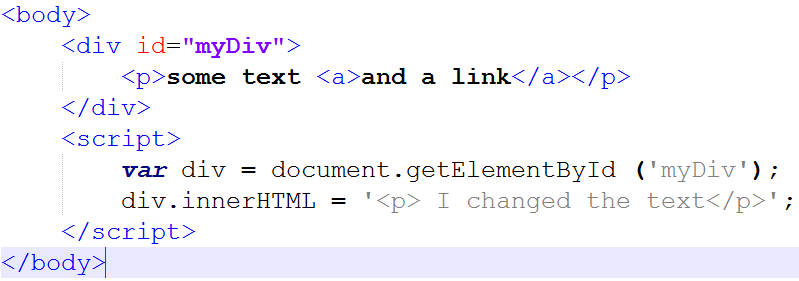 <body>
<div id="myDiv">
<p>some text <a>and a link</a></p>
</div>
<script>
var div = document.getElementById ('myDiv');
div.innerHTML = '<p> I changed the text</p>';
</script>
</body>